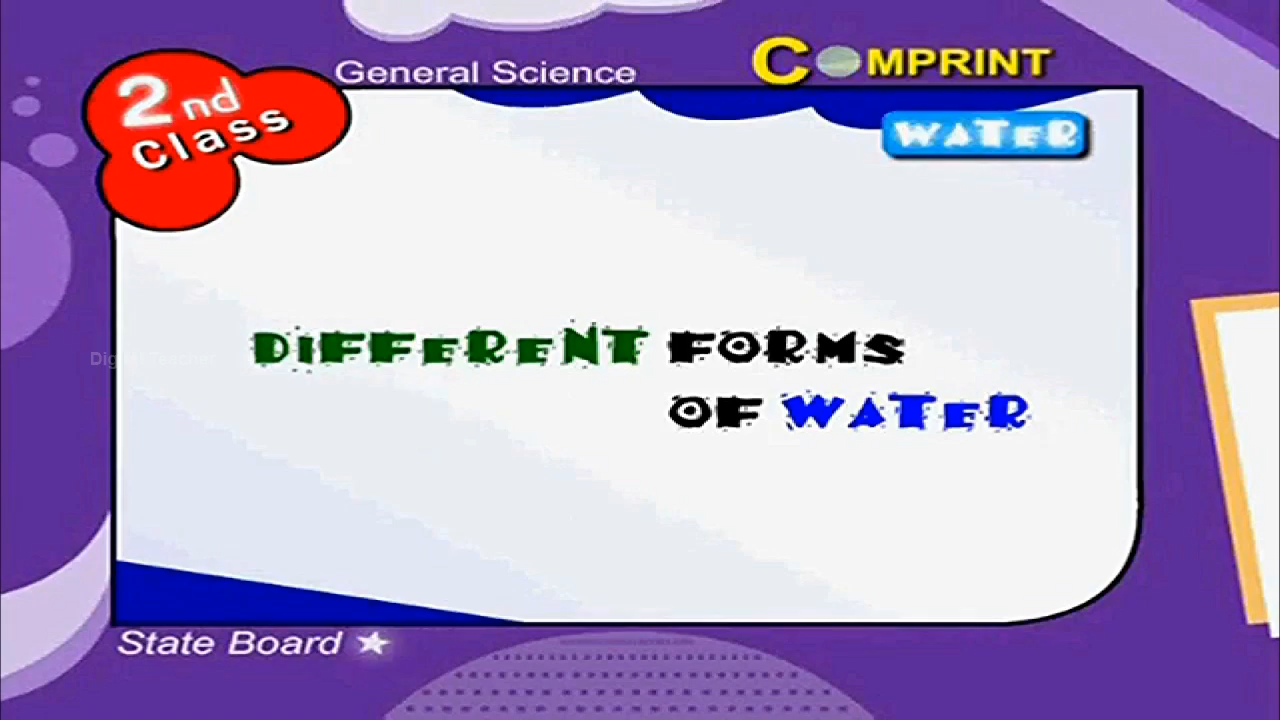 General Science
COMPRINT
2nd
Class
WATER
DIFFERENT FORMS
OF WATER
State Board